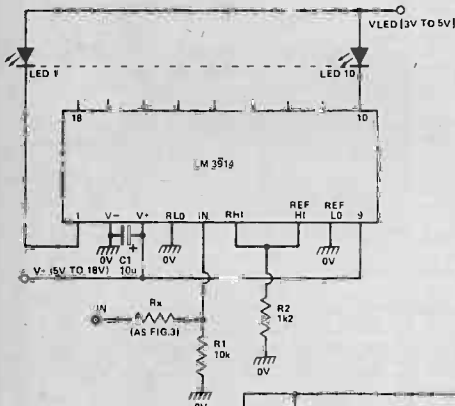 VLED (3V TO 5V)
LED 1
LED 10
18
10
LM 3914
1
V-
V+
RLO
IN
RHI
REF
HI
REF
LO
9
0V
C1
10u
+
0V
0V
V+ (5V TO 18V)
IN
Rx
(AS FIG.3)
R2
1k2
R1
10k
0V
0V